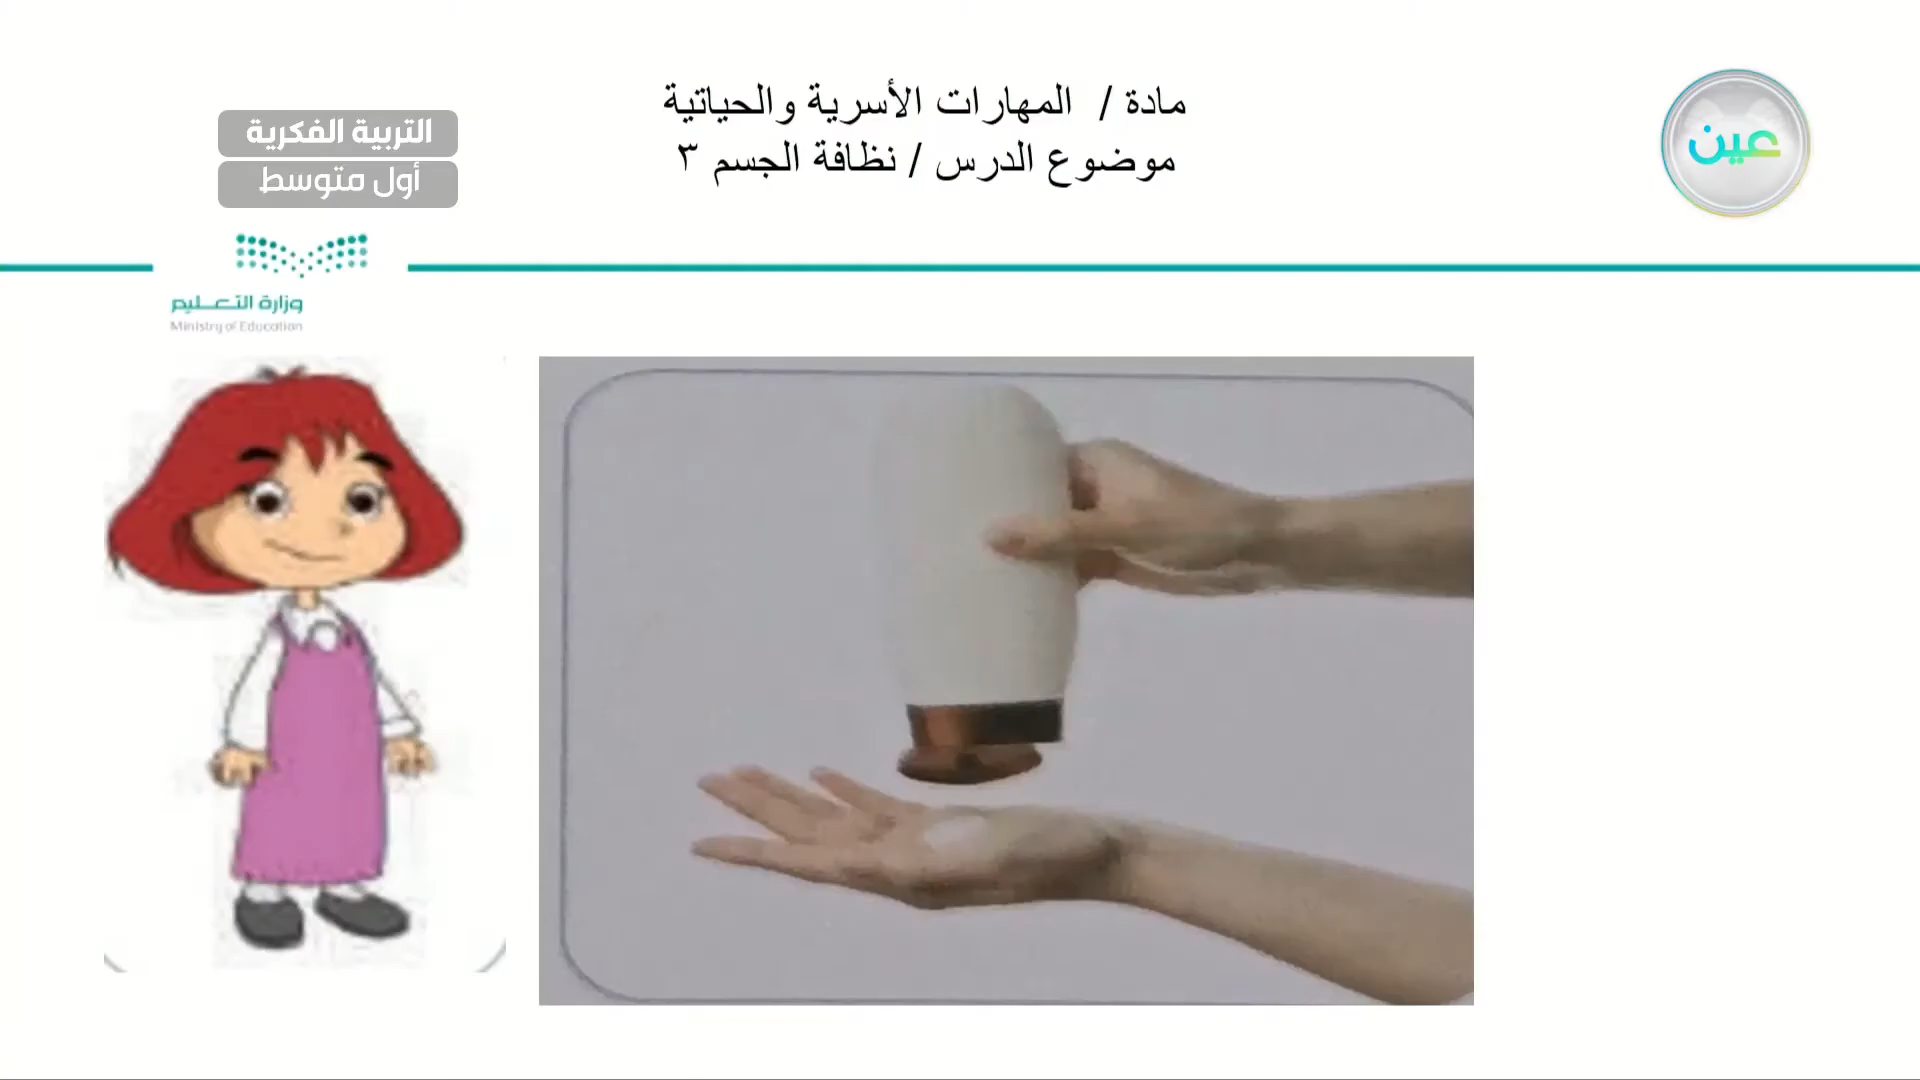 مادة / المهارات الأسرية والحياتية
موضوع الدرس / نظافة الجسم ٣
عين
التربية الفكرية
أول متوسط
وزارة التعليم
Ministry of Education